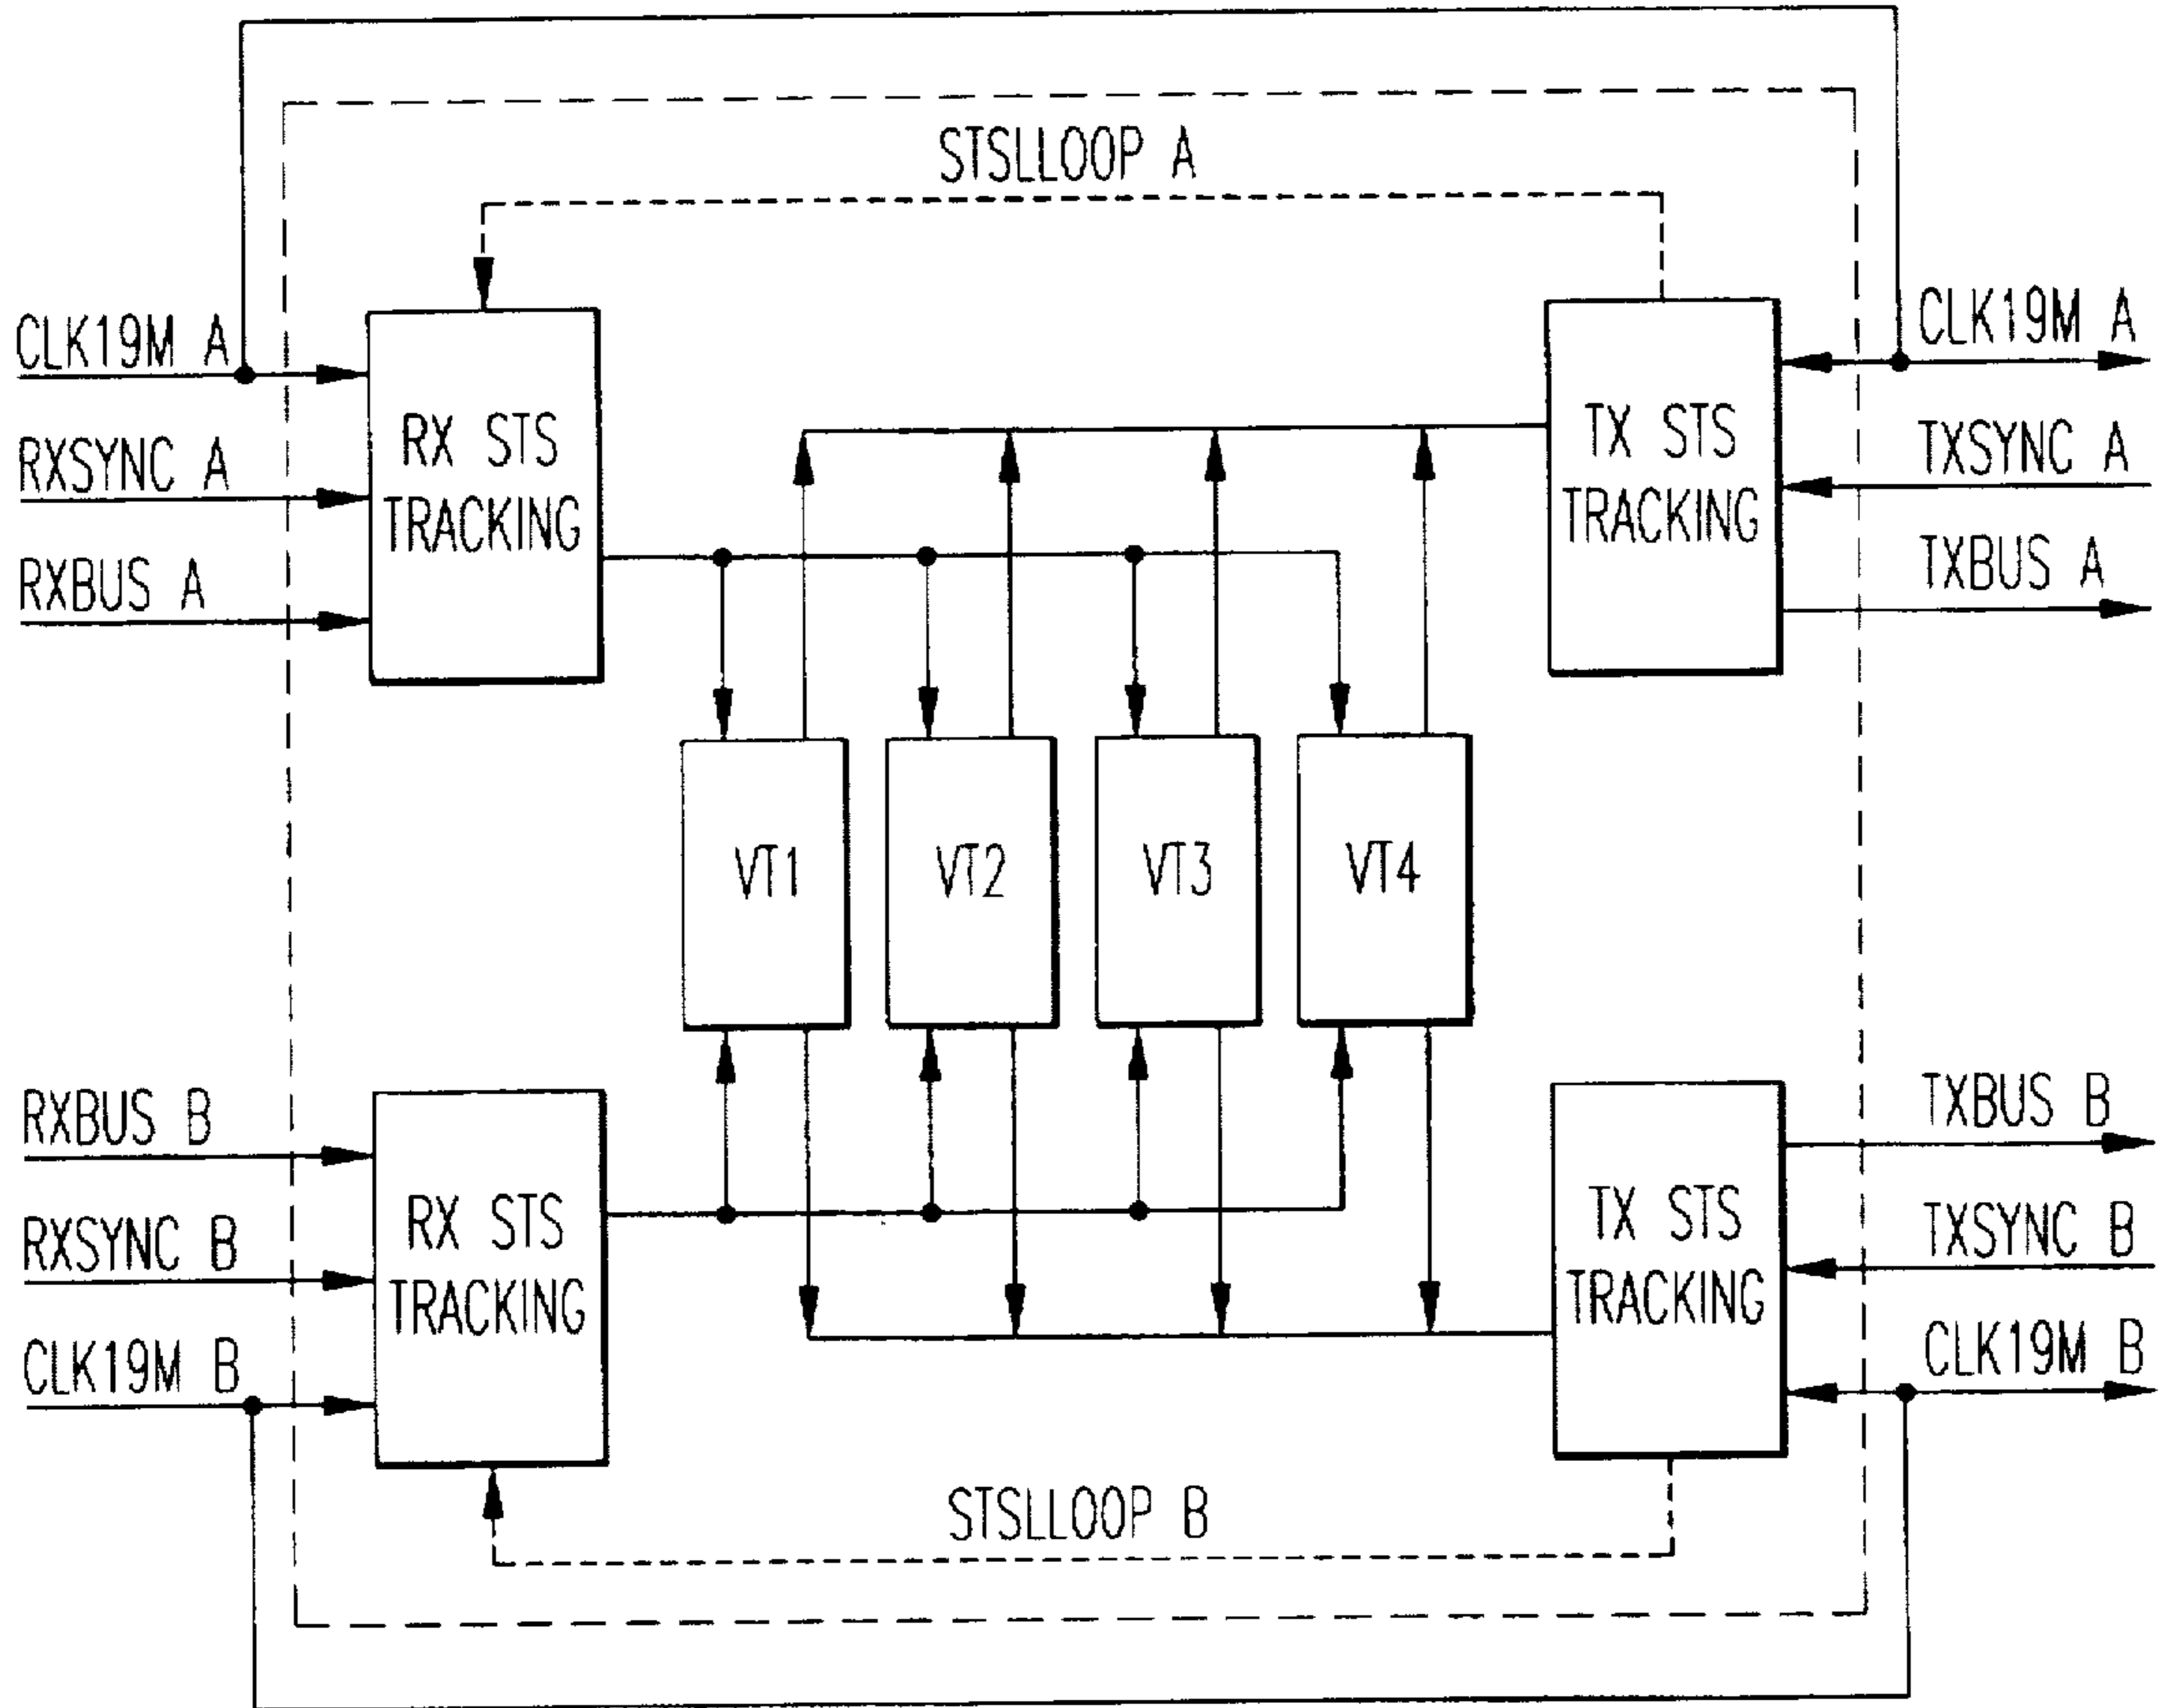 STSLLOOP A
CLK19M A
RXSYNC A
RXBUS A
RX STS
TRACKING
TX STS
TRACKING
CLK19M A
TXSYNC A
TXBUS A
VT1
VT2
VT3
VT4
RXBUS B
RXSYNC B
CLK19M B
RX STS
TRACKING
TX STS
TRACKING
TXBUS B
TXSYNC B
CLK19M B
STSLLOOP B